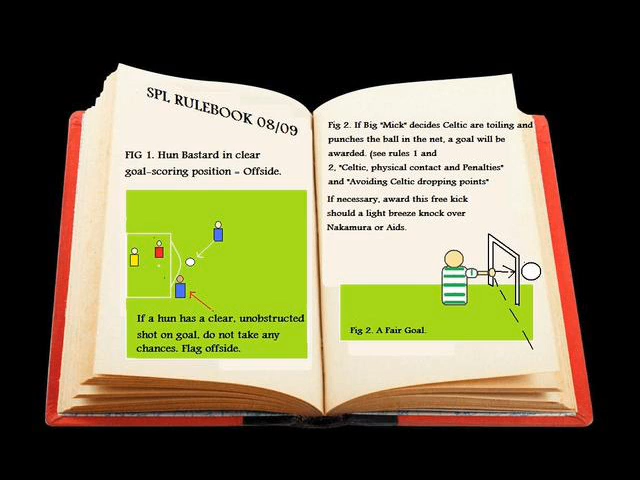 SPL RULEBOOK 08/09
FIG 1. Hun Bastard in clear
goal-scoring position = Offside.
If a hun has a clear, unobstructed
shot on goal, do not take any
chances. Flag offside.
Fig 2. If Big "Mick" decides Celtic are toiling and
punches the ball in the net, a goal will be
awarded. (see rules 1 and
2, "Celtic, physical contact and Penalties"
and "Avoiding Celtic dropping points"
If necessary, award this free kick
should a light breeze knock over
Nakamura or Aids.
Fig 2. A Fair Goal.